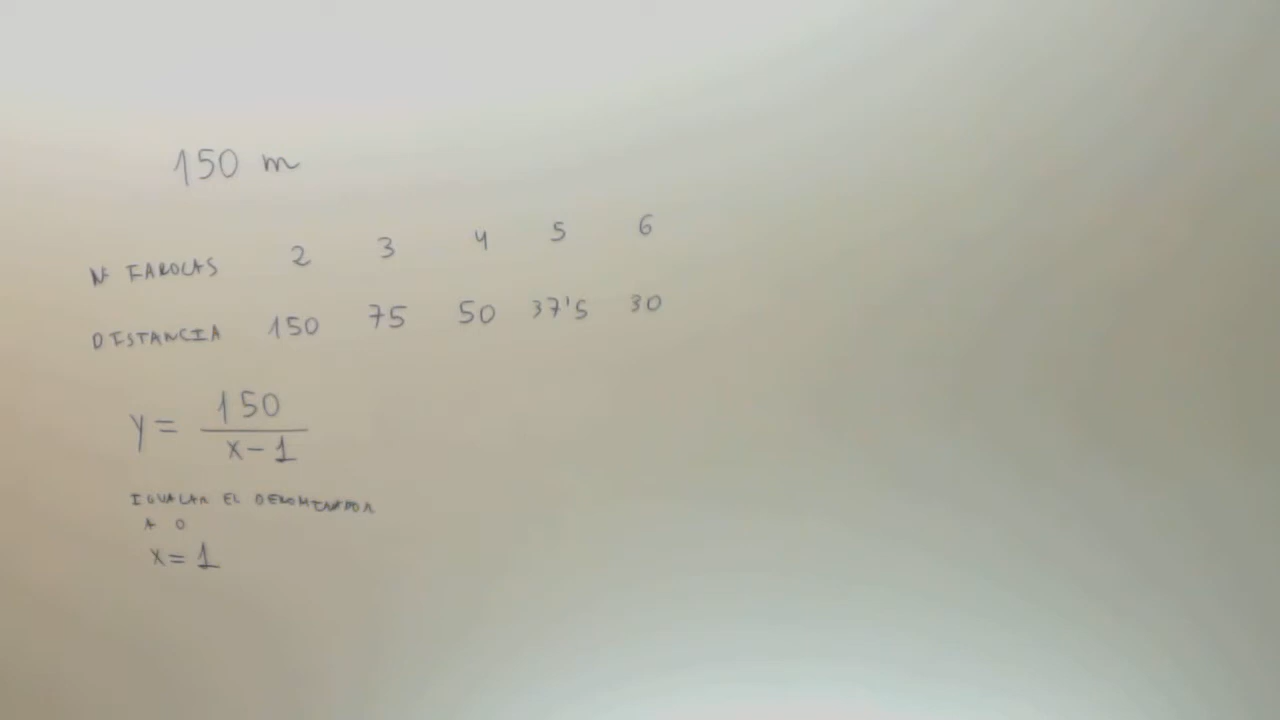 150 m
Nº FAROLAS 2 3 4 5 6
DISTANCIA 150 75 50 37'5 30
y = 150 / x - 1
IGUALAR EL DENOMINADOR
A 0
x = 1